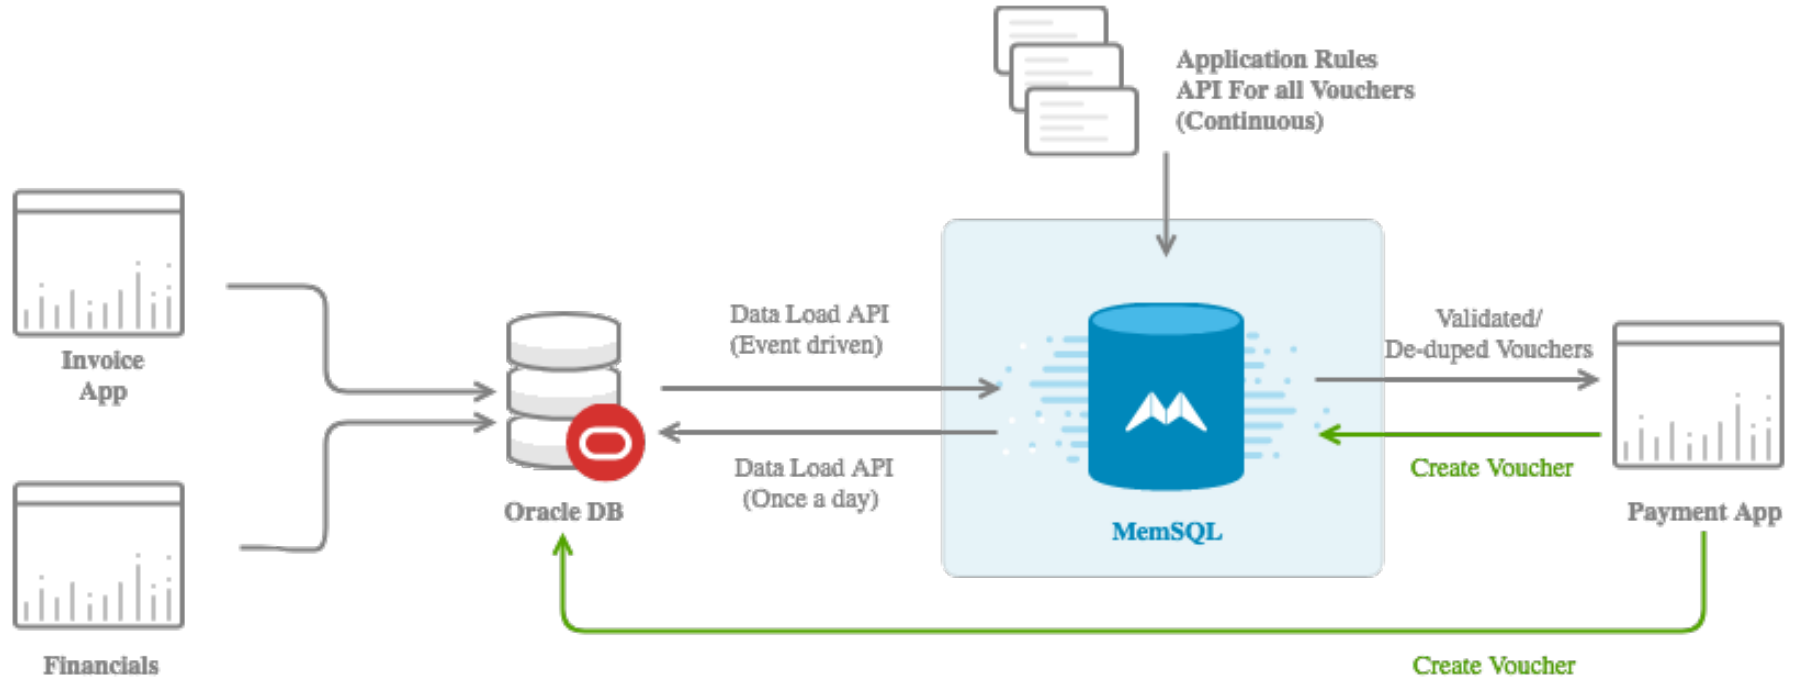 Application Rules
API For all Vouchers
(Continuous)
Invoice
App
Data Load API
(Event driven)
Validated/
De-duped Vouchers
Data Load API
(Once a day)
Create Voucher
Oracle DB
MemSQL
Payment App
Financials
Create Voucher